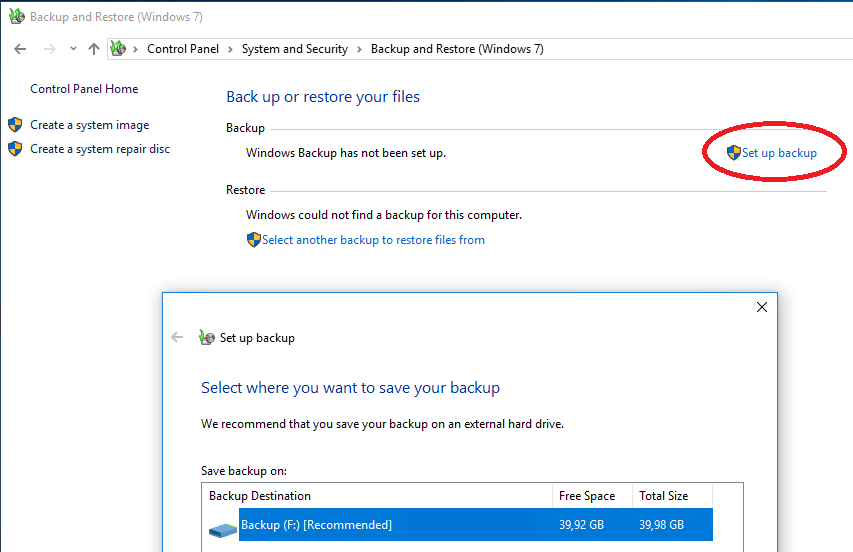 Backup and Restore (Windows 7)
Control Panel > System and Security > Backup and Restore (Windows 7)
Control Panel Home
Create a system image
Create a system repair disc
Back up or restore your files
Backup
Windows Backup has not been set up.
Set up backup
Restore
Windows could not find a backup for this computer.
Select another backup to restore files from
Set up backup
Select where you want to save your backup
We recommend that you save your backup on an external hard drive.
Save backup on:
Backup Destination Free Space Total Size
Backup (F:) [Recommended] 39,92 GB 39,98 GB